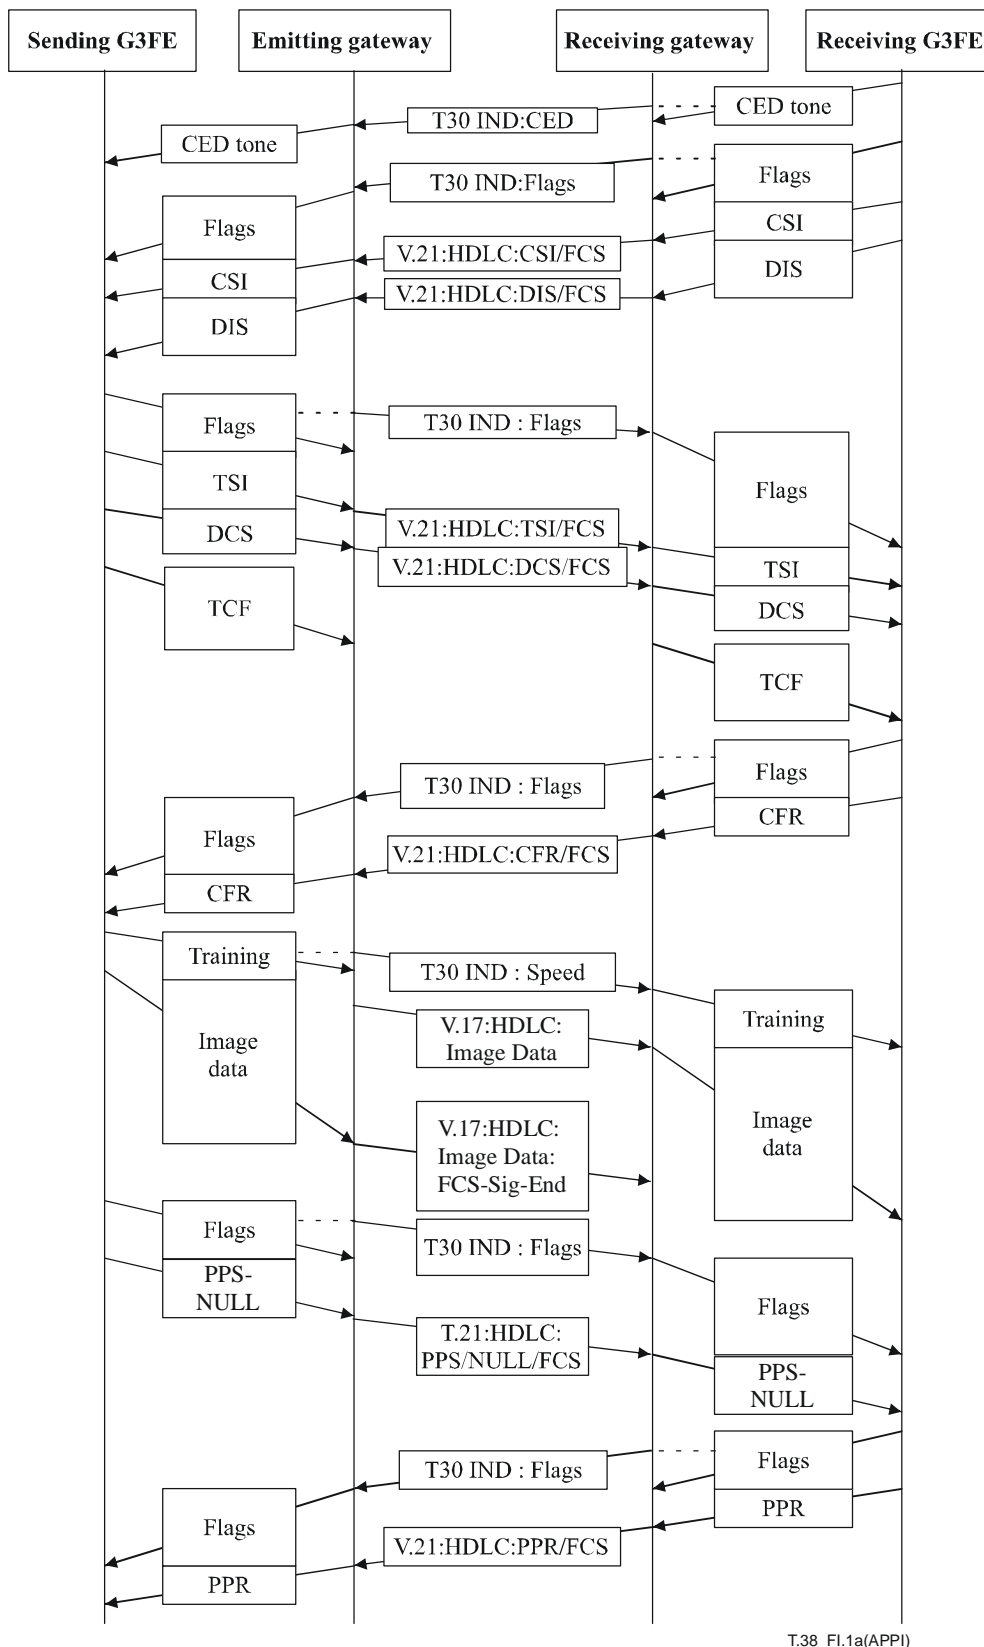 Sending G3FE
Emitting gateway
Receiving gateway
Receiving G3FE
CED tone
T30 IND:CED
CED tone
Flags
T30 IND:Flags
Flags
CSI
V.21:HDLC:CSI/FCS
CSI
DIS
V.21:HDLC:DIS/FCS
DIS
Flags
T30 IND : Flags
Flags
TSI
V.21:HDLC:TSI/FCS
DCS
V.21:HDLC:DCS/FCS
TSI
TCF
DCS
TCF
Flags
T30 IND : Flags
CFR
Flags
V.21:HDLC:CFR/FCS
CFR
Training
T30 IND : Speed
Training
Image
data
V.17:HDLC:
Image Data
Image
data
V.17:HDLC:
Image Data:
FCS-Sig-End
Flags
T30 IND : Flags
PPS-
NULL
Flags
T.21:HDLC:
PPS/NULL/FCS
PPS-
NULL
Flags
T30 IND : Flags
PPR
Flags
V.21:HDLC:PPR/FCS
PPR
T.38_FI.1a(APPI)